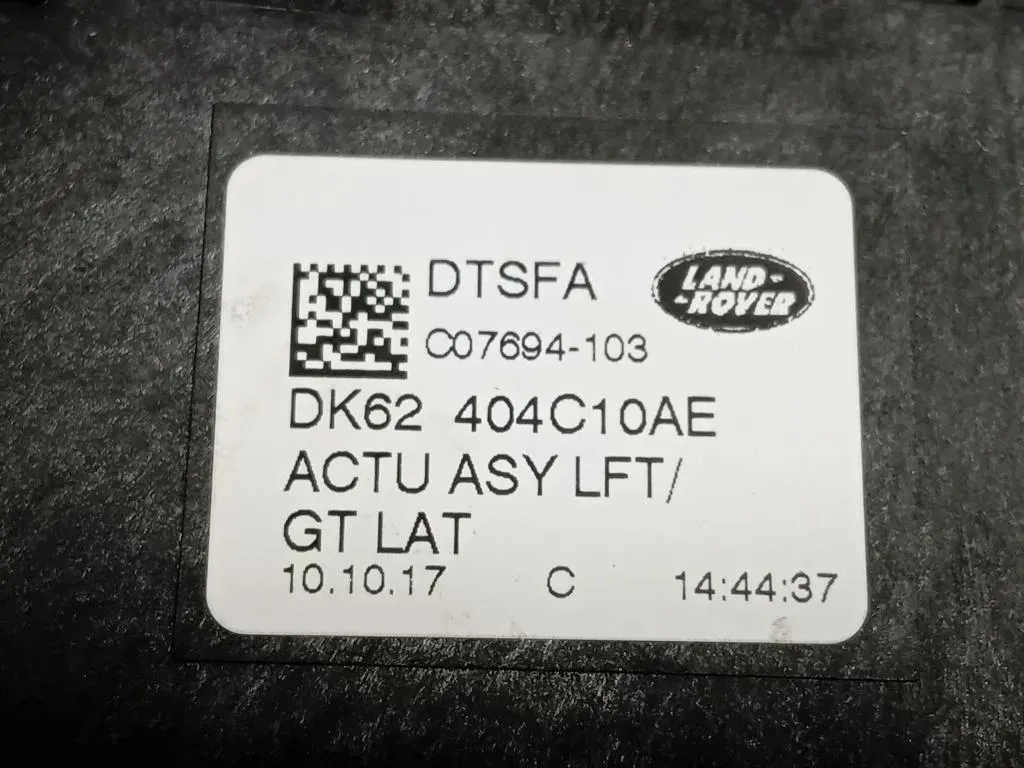 DTSFA
LAND-
-ROVER
C07694-103
DK62 404C10AE
ACTU ASY LFT/
GT LAT
10.10.17 C 14:44:37